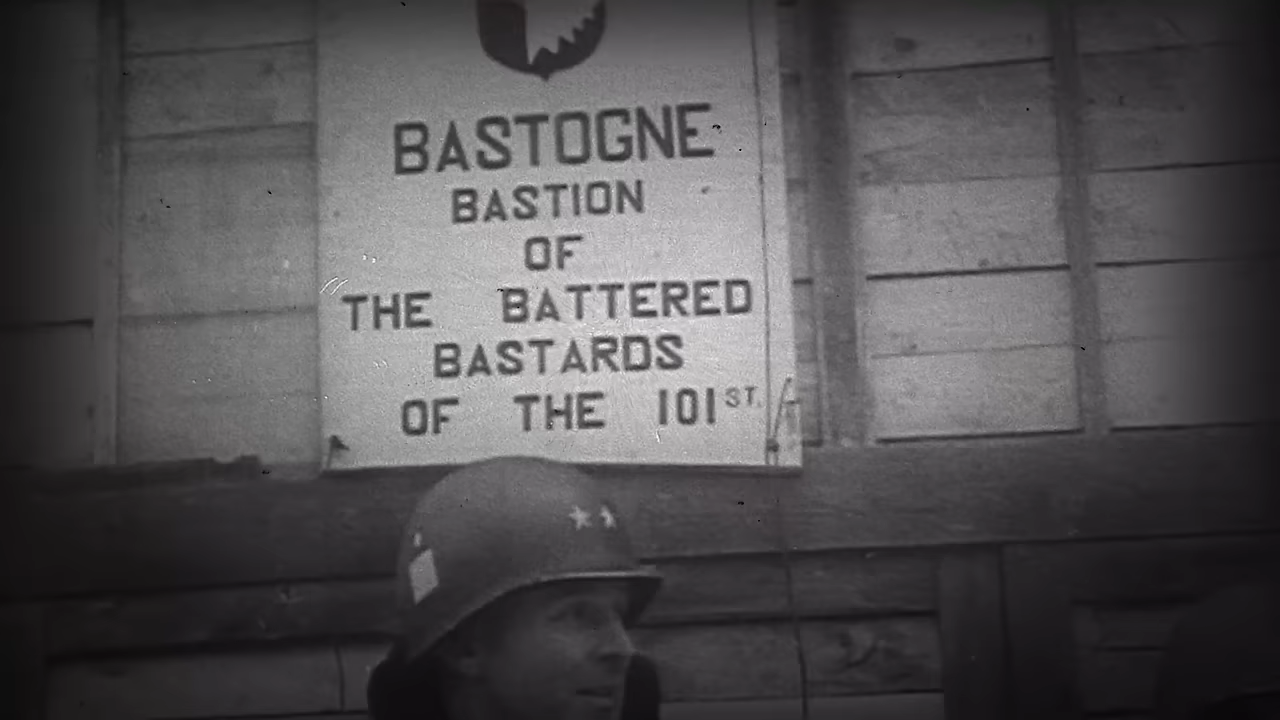 BASTOGNE
BASTION
OF
THE BATTERED
BASTARDS
OF THE 101ST.